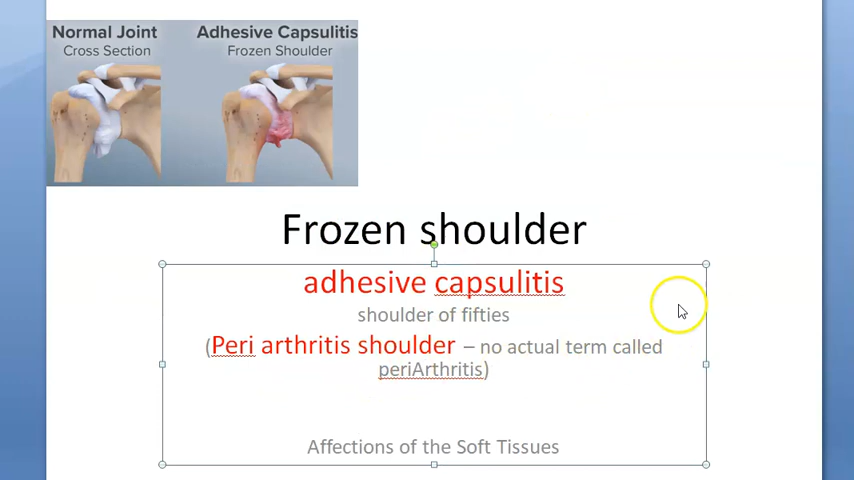 Normal Joint
Cross Section
Adhesive Capsulitis
Frozen Shoulder
Frozen shoulder
adhesive capsulitis
shoulder of fifties
(Peri arthritis shoulder – no actual term called
periArthritis)
Affections of the Soft Tissues